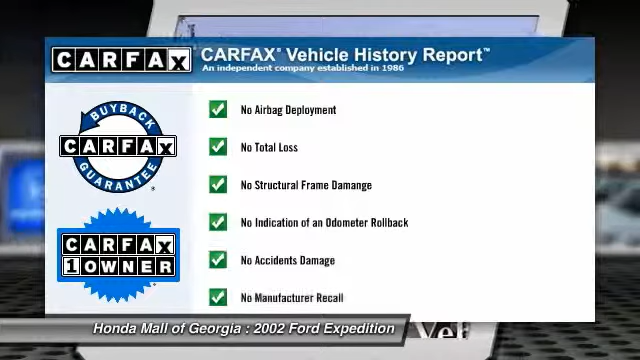 CARFAX
CARFAX® Vehicle History Report™
An independent company established in 1986
BUYBACK
CARFAX
GUARANTEE
®
No Airbag Deployment
No Total Loss
No Structural Frame Damange
No Indication of an Odometer Rollback
No Accidents Damage
No Manufacturer Recall
CARFAX
1 OWNER
Honda Mall of Georgia : 2002 Ford Expedition